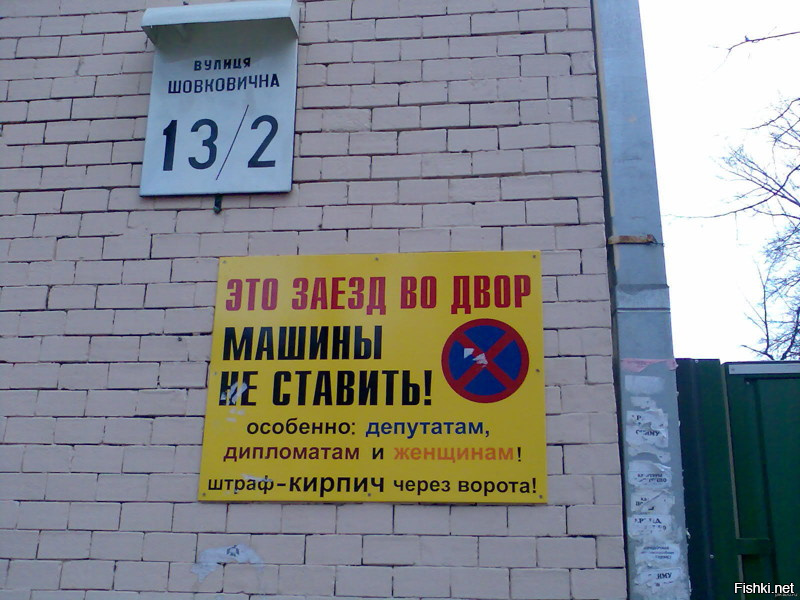 вулиця
ШОВКОВИЧНА
13/2
ЭТО ЗАЕЗД ВО ДВОР
МАШИНЫ
НЕ СТАВИТЬ!
особенно: депутатам,
дипломатам и женщинам!
штраф-кирпич через ворота!
Fishki.net